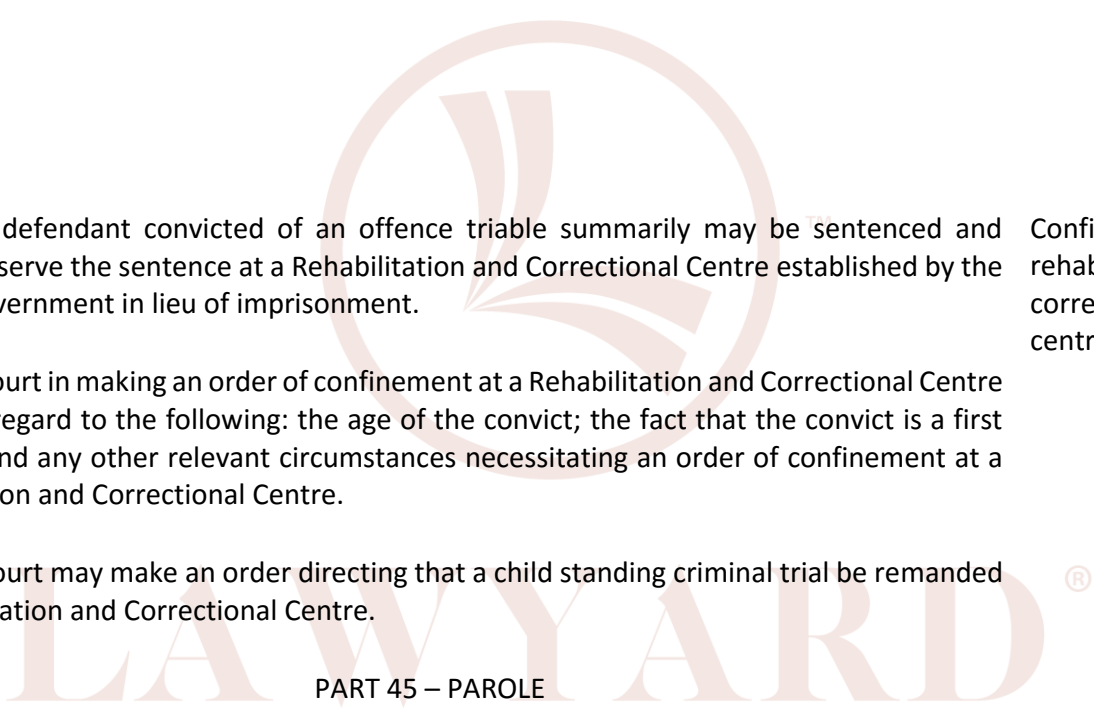 defendant convicted of an offence triable summarily may be sentenced and
serve the sentence at a Rehabilitation and Correctional Centre established by the
vernment in lieu of imprisonment.
Confi
rehab
corre
centr
ourt in making an order of confinement at a Rehabilitation and Correctional Centre
regard to the following: the age of the convict; the fact that the convict is a first
nd any other relevant circumstances necessitating an order of confinement at a
on and Correctional Centre.
ourt may make an order directing that a child standing criminal trial be remanded
ation and Correctional Centre.
PART 45 – PAROLE
LAWYARD ®
™